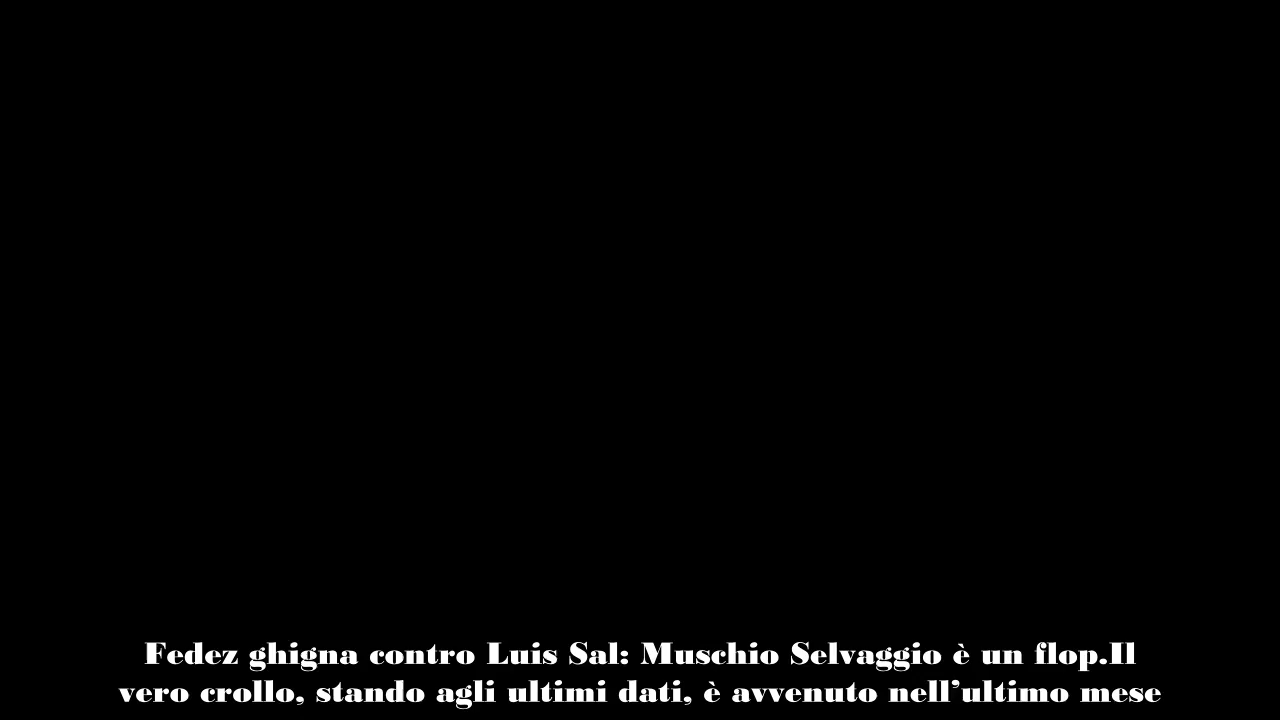 Fedez ghigna contro Luis Sal: Muschio Selvaggio è un flop.Il
vero crollo, stando agli ultimi dati, è avvenuto nell’ultimo mese